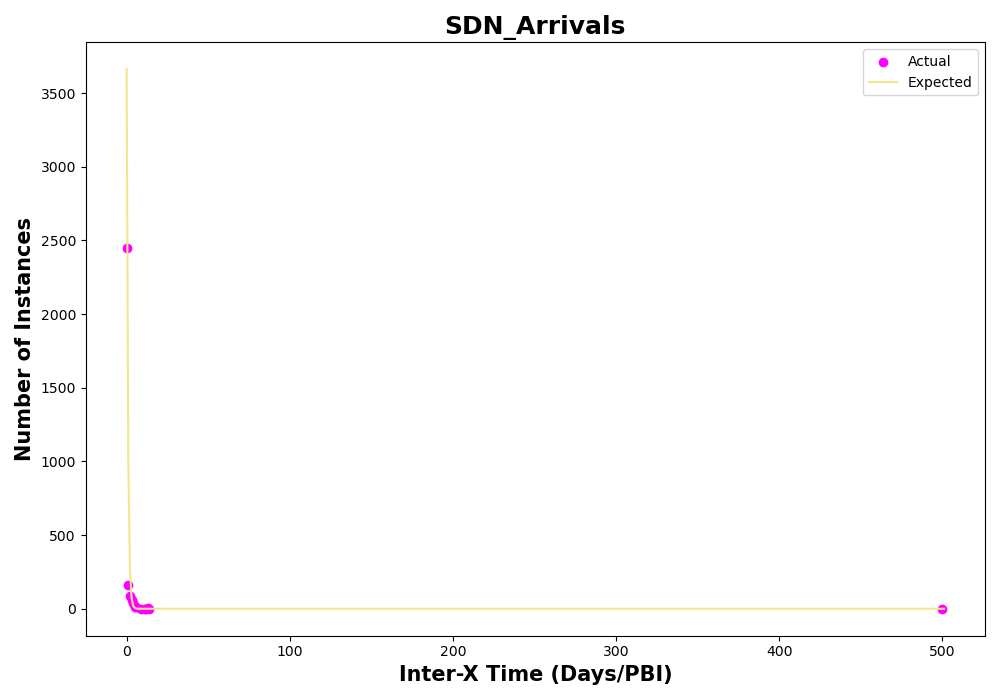 SDN_Arrivals
Actual
Expected
3500
3000
2500
2000
1500
1000
500
0
Number of Instances
0 100 200 300 400 500
Inter-X Time (Days/PBI)